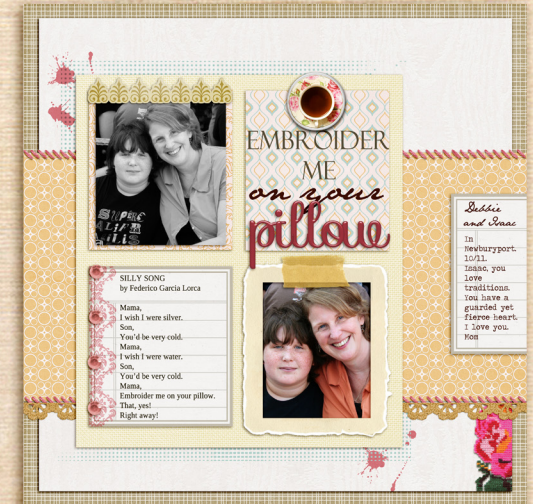 EMBROIDER
ME
on your
pillow
Debbie
and Isaac
In
Newburyport.
10/11.
Isaac, you
love
traditions.
You have a
guarded yet
fierce heart.
I love you.
Mom
SILLY SONG
by Federico Garcia Lorca
Mama,
I wish I were silver.
Son,
You'd be very cold.
Mama,
I wish I were water.
Son,
You'd be very cold.
Mama,
Embroider me on your pillow.
That, yes!
Right away!